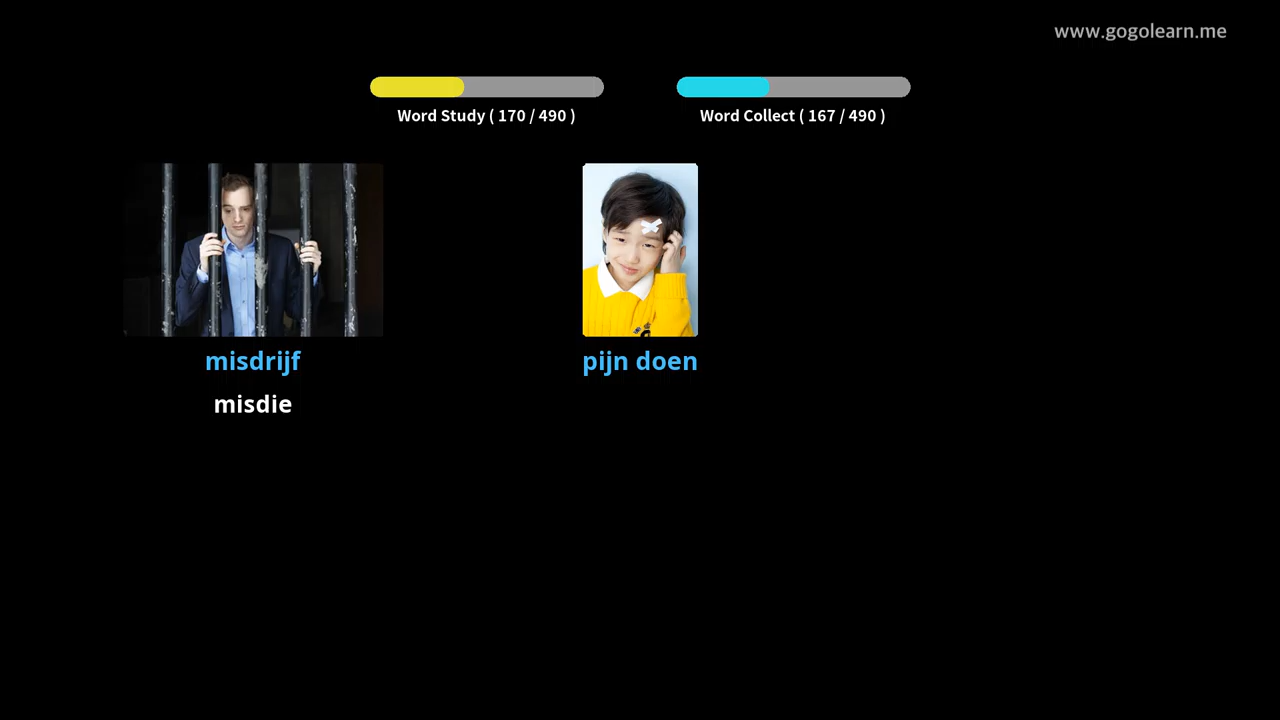 www.gogolearn.me
Word Study ( 170 / 490 )
Word Collect ( 167 / 490 )
misdrijf
pijn doen
misdie